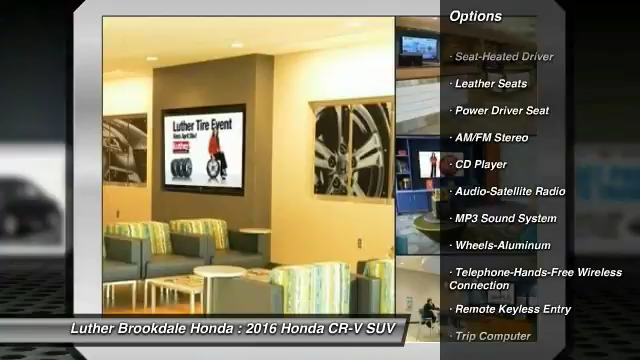 Options
· Seat-Heated Driver
· Leather Seats
· Power Driver Seat
· AM/FM Stereo
· CD Player
· Audio-Satellite Radio
· MP3 Sound System
· Wheels-Aluminum
· Telephone-Hands-Free Wireless
Connection
· Remote Keyless Entry
· Trip Computer
Luther Tire Event
Luther
Luther Brookdale Honda : 2016 Honda CR-V SUV